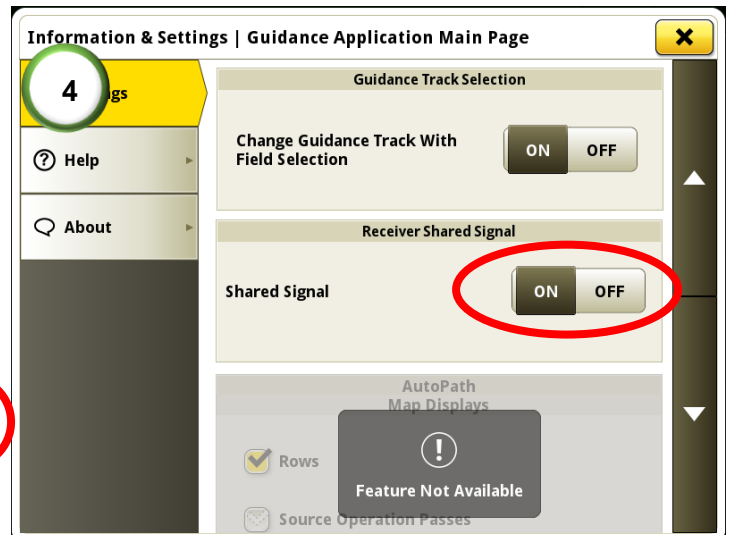 Information & Settings | Guidance Application Main Page
4
Guidance Track Selection
Change Guidance Track With
Field Selection
ON OFF
Help
About
Receiver Shared Signal
Shared Signal
ON OFF
AutoPath
Map Displays
Rows
Feature Not Available
Source Operation Passes